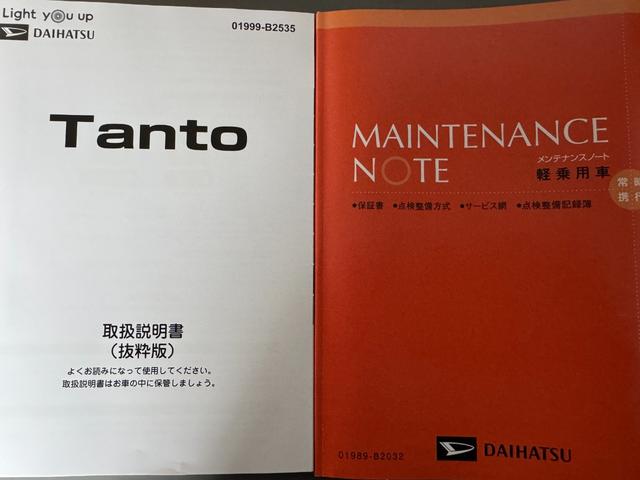 Light you up
DAIHATSU
01999-B2535
Tanto
取扱説明書
（抜粋版）
よくお読みになって使用してください。
取扱説明書はお車の中に保管しましょう。
MAINTENANCE
NOTE
メンテナンスノート
軽乗用車
常
携行
●保証書 ●点検整備方式 ●サービス網 ●点検整備記録簿
01989-B2032
DAIHATSU